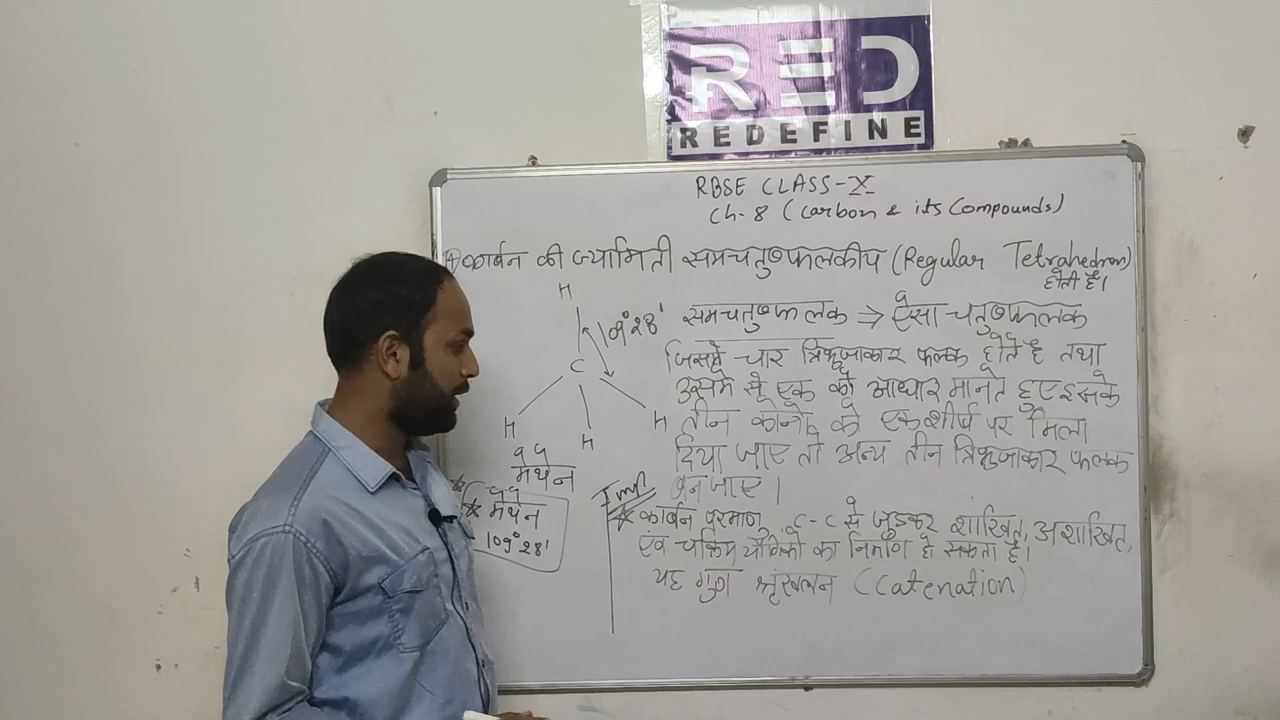 RED
REDEFINE
RBSE CLASS-X
Ch-8 (Carbon & its Compounds)
कार्बन की ज्यामिती समचतुष्फलकीय (Regular Tetrahedron)
होती है।
H
109°28'
C
H
H
H
मेथेन
मेथेन
109°28'
समचतुष्फलक ⇒ ऐसा चतुष्फलक
जिसमे चार त्रिभुजाकार फलक होते है तथा
उसमे से एक को आधार मानते हुए इसके
तीन कोनो को एक शीर्ष पर मिला
दिया जाए तो अन्य तीन त्रिभुजाकार फलक
बन जाए।
Imp
कार्बन परमाणु C-C से जुडकर शाखित, अशाखित,
एवं चक्रिय यौगिको का निर्माण हो सकता है।
यह गुण श्रृंखलन (Catenation)